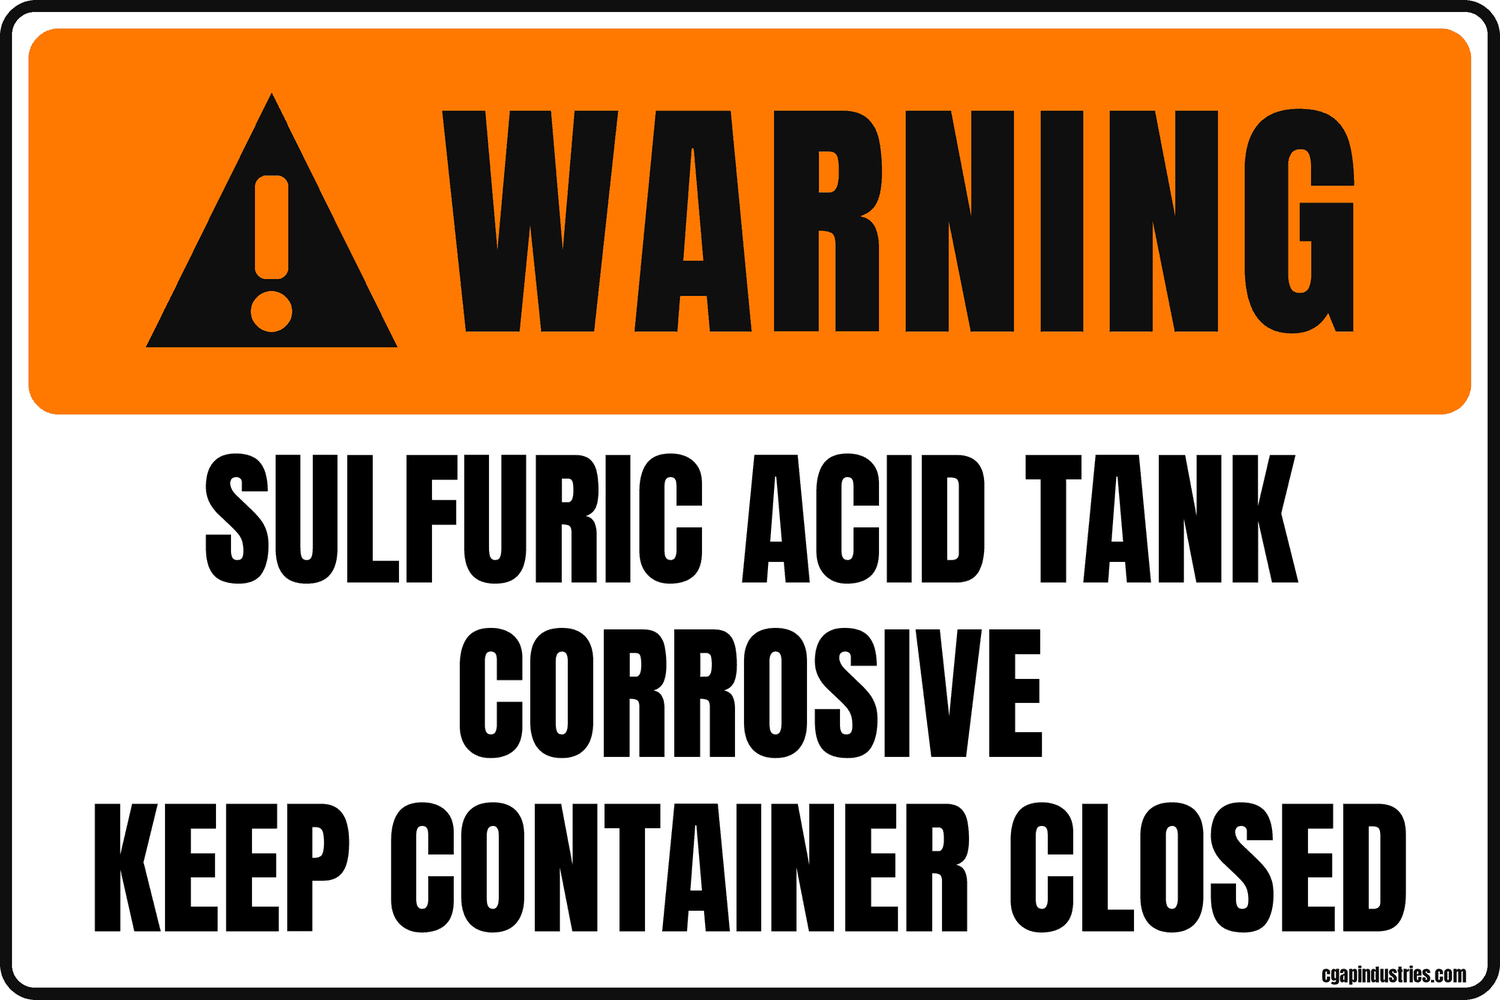 WARNING
SULFURIC ACID TANK
CORROSIVE
KEEP CONTAINER CLOSED
cgapindustries.com